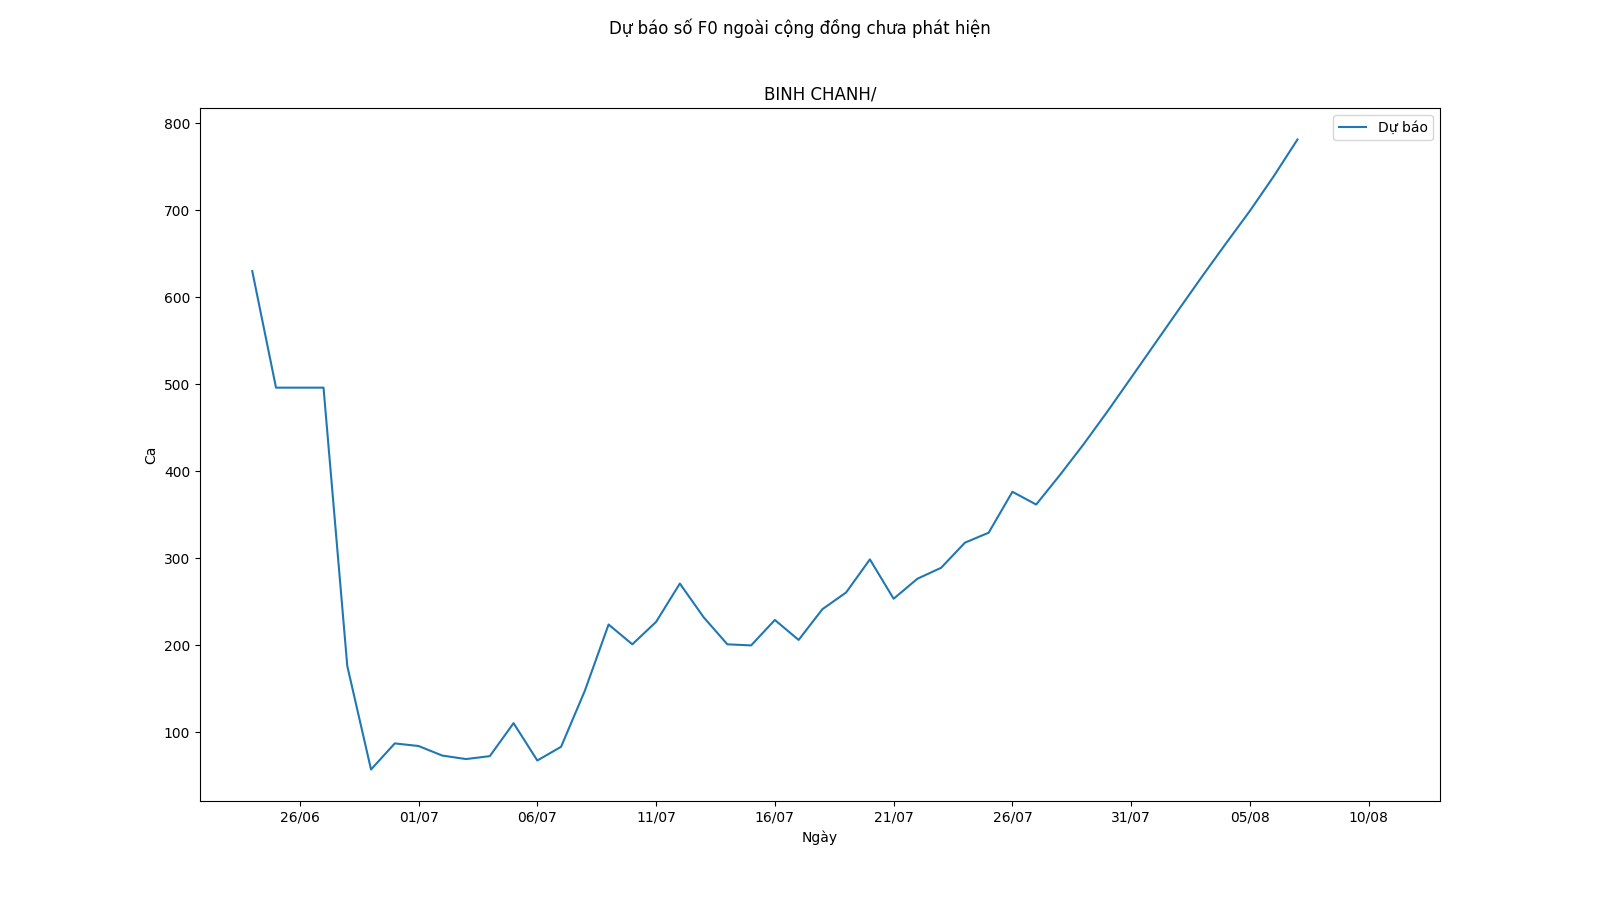 Dự báo số F0 ngoài cộng đồng chưa phát hiện
BINH CHANH/
Dự báo
800
700
600
500
400
300
200
100
Ca
26/06 01/07 06/07 11/07 16/07 21/07 26/07 31/07 05/08 10/08
Ngày